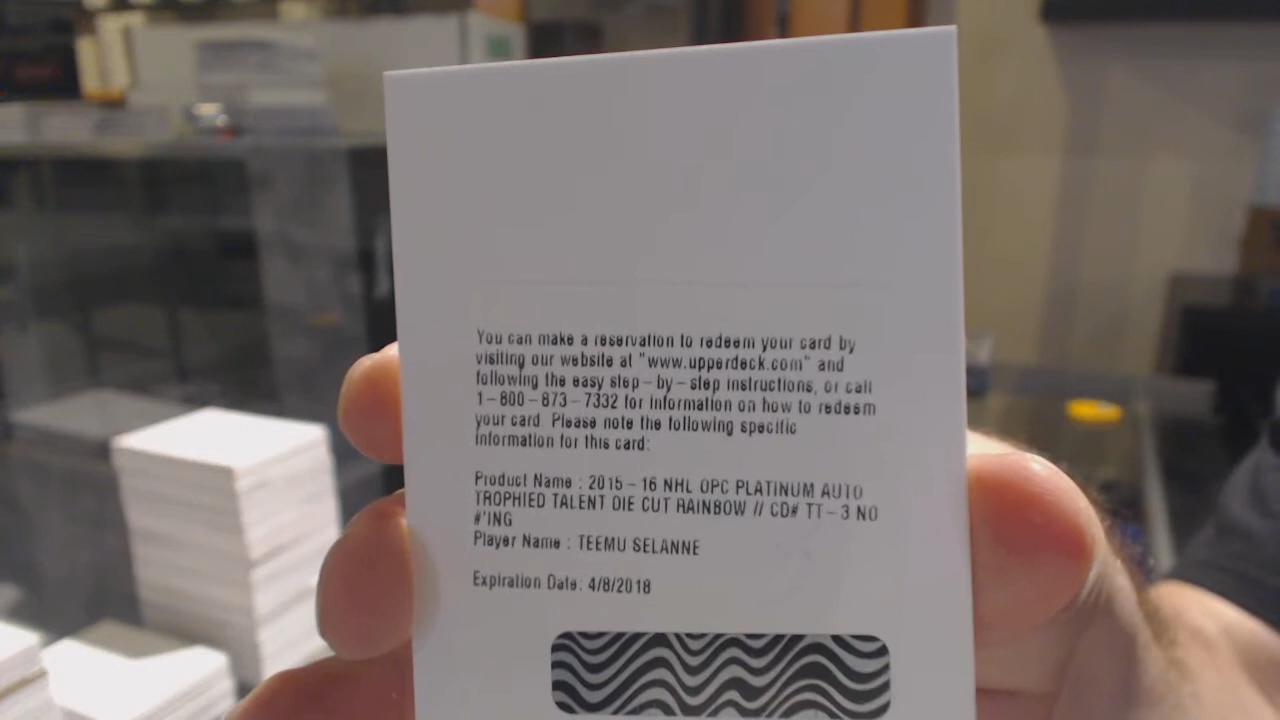 You can make a reservation to redeem your card by
visiting our website at "www.upperdeck.com" and
following the easy step-by-step instructions, or call
1-800-873-7332 for information on how to redeem
your card. Please note the following specific
information for this card:
Product Name : 2015-16 NHL OPC PLATINUM AUTO
TROPHIED TALENT DIE CUT RAINBOW // CD# TT-3 NO
#'ING
Player Name : TEEMU SELANNE
Expiration Date: 4/8/2018